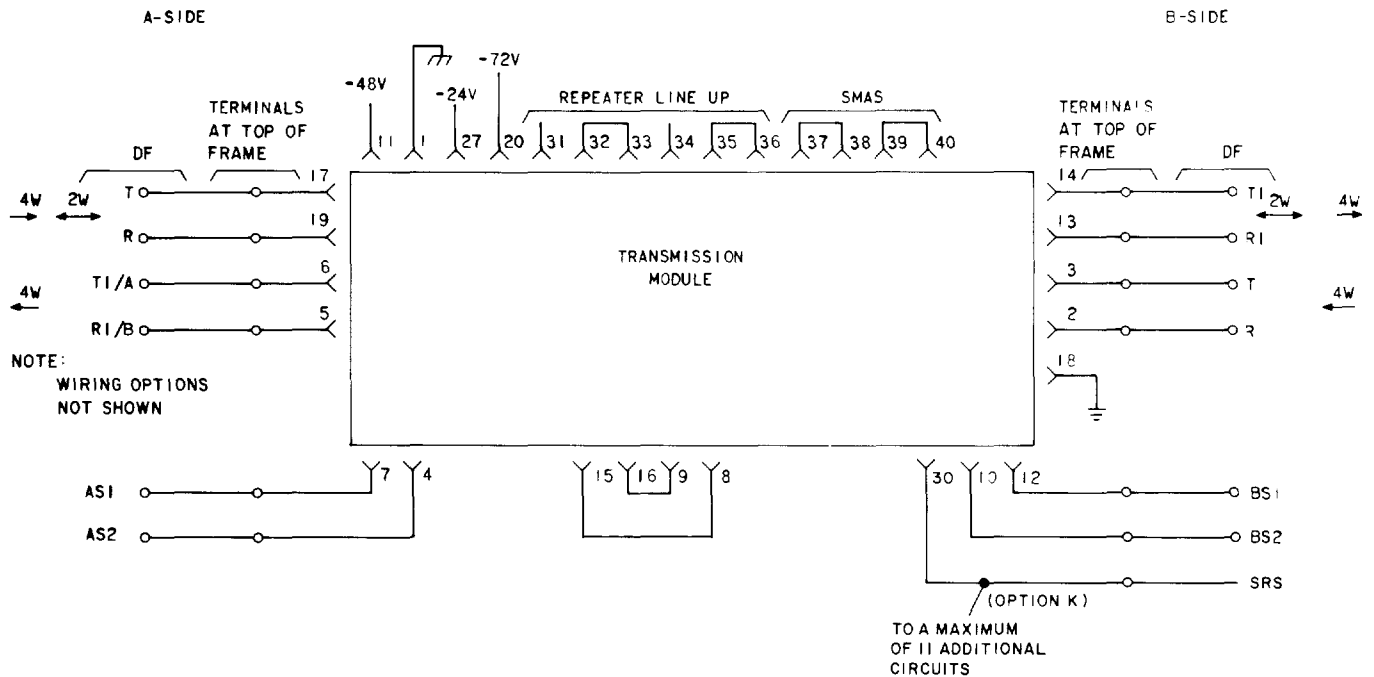 A-SIDE
B-SIDE
-72V
-48V
-24V
REPEATER LINE UP
SMAS
TERMINALS
AT TOP OF
FRAME
DF
TERMINALS
AT TOP OF
FRAME
DF
11 1 27 20 31 32 33 34 35 36 37 38 39 40
17
T
4W 2W
19
R
6
T1/A
4W
5
R1/B
14
T1
2W 4W
13
R1
3
T
4W
2
R
18
TRANSMISSION
MODULE
NOTE:
WIRING OPTIONS
NOT SHOWN
7 4 15 16 9 8 30 10 12
AS1
BS1
AS2
BS2
SRS
(OPTION K)
TO A MAXIMUM
OF 11 ADDITIONAL
CIRCUITS